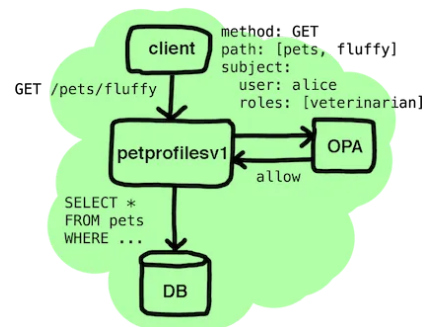 client
method: GET
path: [pets, fluffy]
subject:
user: alice
roles: [veterinarian]
GET /pets/fluffy
petprofilesv1
OPA
allow
SELECT *
FROM pets
WHERE ...
DB